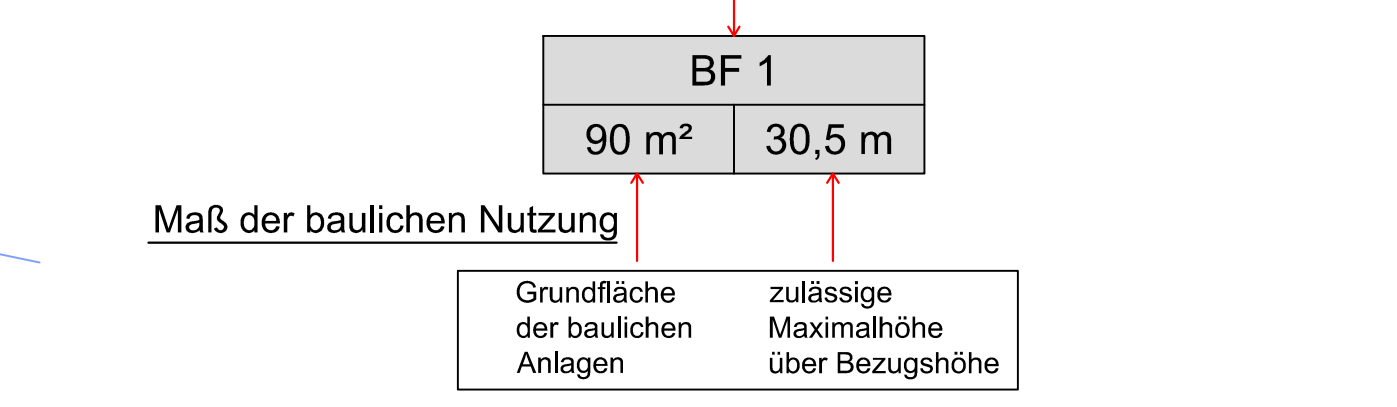 BF 1
90 m² 30,5 m
Maß der baulichen Nutzung
Grundfläche
der baulichen
Anlagen
zulässige
Maximalhöhe
über Bezugshöhe